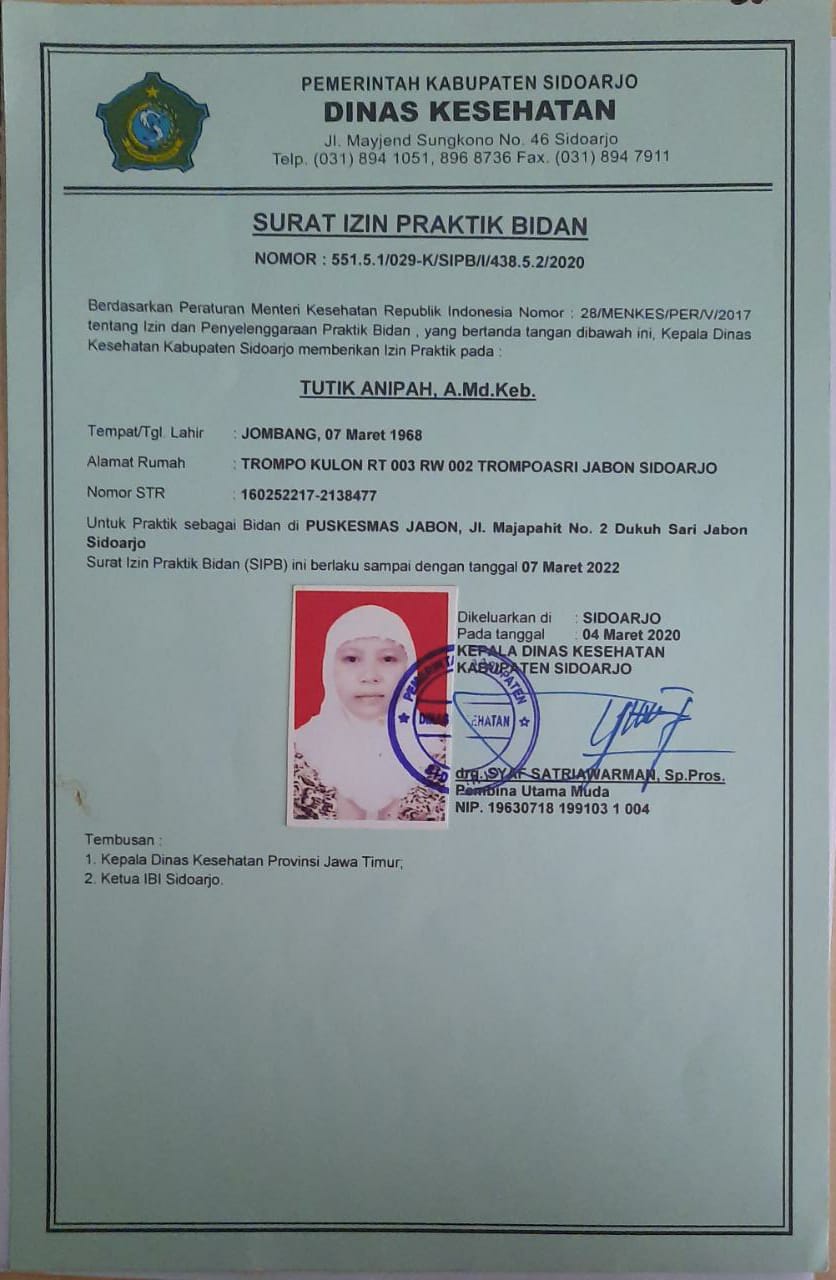 PEMERINTAH KABUPATEN SIDOARJO
DINAS KESEHATAN
Jl. Mayjend Sungkono No. 46 Sidoarjo
Telp. (031) 894 1051, 896 8736 Fax. (031) 894 7911
SURAT IZIN PRAKTIK BIDAN
NOMOR : 551.5.1/029-K/SIPB/I/438.5.2/2020
Berdasarkan Peraturan Menteri Kesehatan Republik Indonesia Nomor : 28/MENKES/PER/V/2017
tentang Izin dan Penyelenggaraan Praktik Bidan , yang bertanda tangan dibawah ini, Kepala Dinas
Kesehatan Kabupaten Sidoarjo memberikan Izin Praktik pada :
TUTIK ANIPAH, A.Md.Keb.
Tempat/Tgl. Lahir : JOMBANG, 07 Maret 1968
Alamat Rumah : TROMPO KULON RT 003 RW 002 TROMPOASRI JABON SIDOARJO
Nomor STR : 160252217-2138477
Untuk Praktik sebagai Bidan di PUSKESMAS JABON, Jl. Majapahit No. 2 Dukuh Sari Jabon
Sidoarjo
Surat Izin Praktik Bidan (SIPB) ini berlaku sampai dengan tanggal 07 Maret 2022
Dikeluarkan di : SIDOARJO
Pada tanggal : 04 Maret 2020
KEPALA DINAS KESEHATAN
KABUPATEN SIDOARJO
drg. SYAF SATRIAWARMAN, Sp.Pros.
Pembina Utama Muda
NIP. 19630718 199103 1 004
Tembusan :
1. Kepala Dinas Kesehatan Provinsi Jawa Timur;
2. Ketua IBI Sidoarjo.